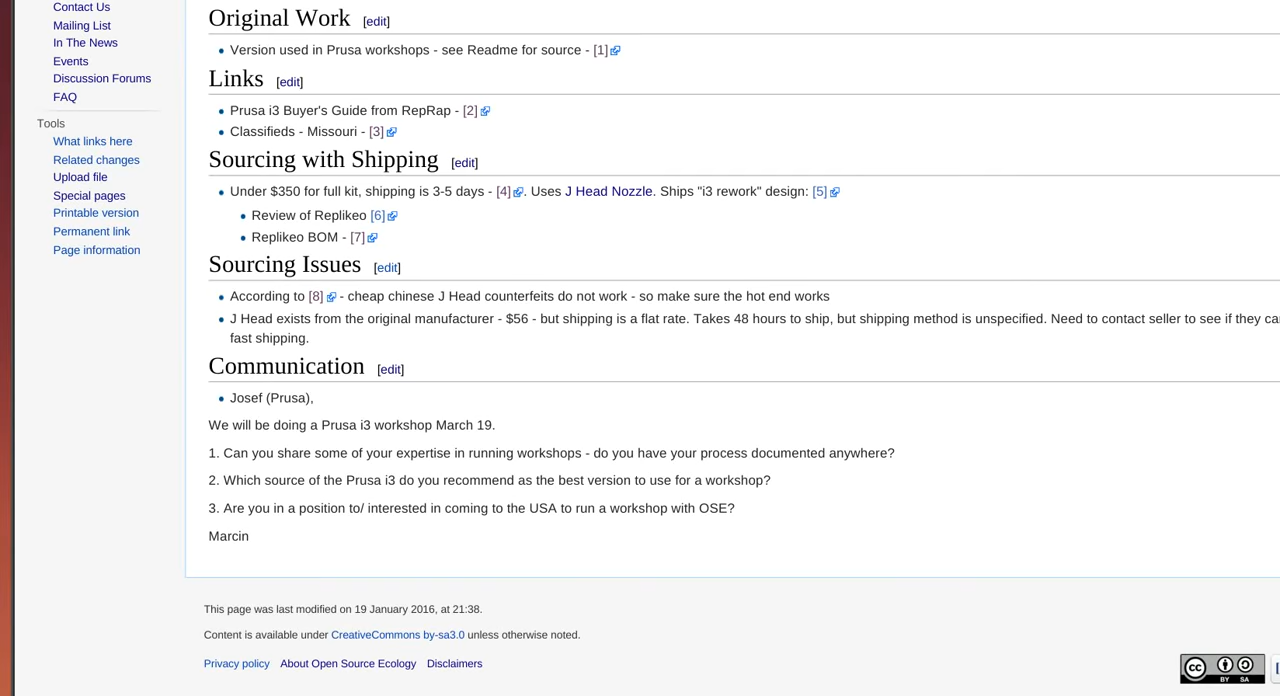 Contact Us
Mailing List
In The News
Events
Discussion Forums
FAQ
Tools
What links here
Related changes
Upload file
Special pages
Printable version
Permanent link
Page information
Original Work [edit]
Version used in Prusa workshops - see Readme for source - [1]
Links [edit]
Prusa i3 Buyer's Guide from RepRap - [2]
Classifieds - Missouri - [3]
Sourcing with Shipping [edit]
Under $350 for full kit, shipping is 3-5 days - [4]. Uses J Head Nozzle. Ships "i3 rework" design: [5]
Review of Replikeo [6]
Replikeo BOM - [7]
Sourcing Issues [edit]
According to [8] - cheap chinese J Head counterfeits do not work - so make sure the hot end works
J Head exists from the original manufacturer - $56 - but shipping is a flat rate. Takes 48 hours to ship, but shipping method is unspecified. Need to contact seller to see if they
fast shipping.
Communication [edit]
Josef (Prusa),
We will be doing a Prusa i3 workshop March 19.
1. Can you share some of your expertise in running workshops - do you have your process documented anywhere?
2. Which source of the Prusa i3 do you recommend as the best version to use for a workshop?
3. Are you in a position to/ interested in coming to the USA to run a workshop with OSE?
Marcin
This page was last modified on 19 January 2016, at 21:38.
Content is available under CreativeCommons by-sa3.0 unless otherwise noted.
Privacy policy About Open Source Ecology Disclaimers
cc BY SA